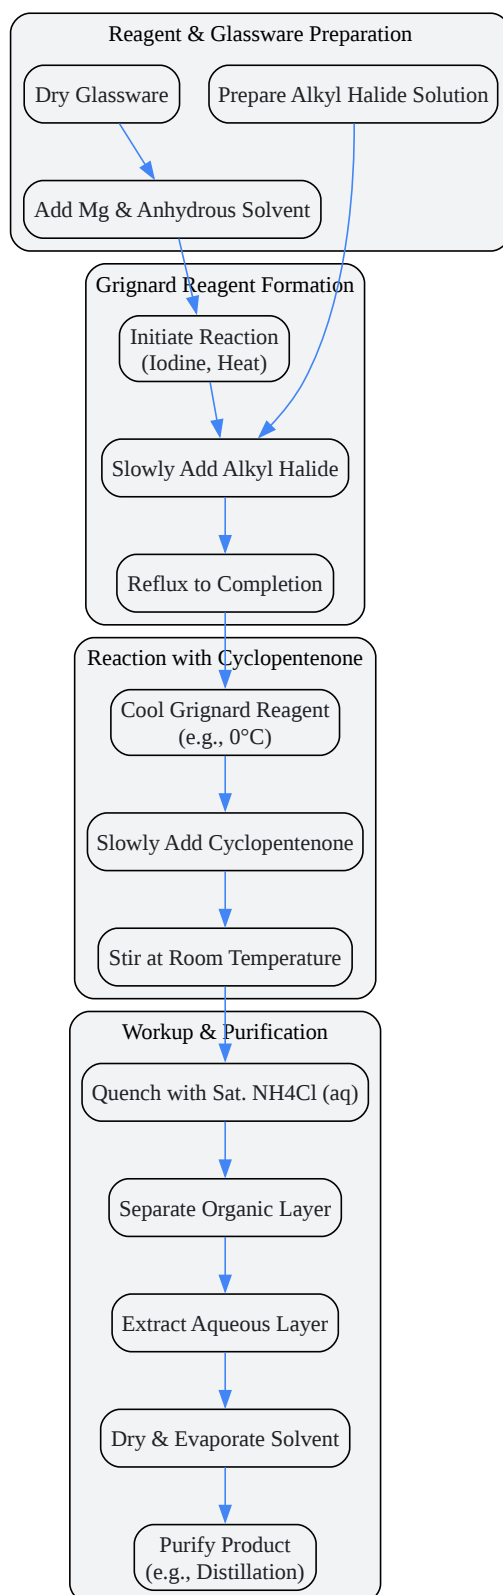 Reagent & Glassware Preparation
Dry Glassware
Prepare Alkyl Halide Solution
Add Mg & Anhydrous Solvent
Grignard Reagent Formation
Initiate Reaction
(Iodine, Heat)
Slowly Add Alkyl Halide
Reflux to Completion
Reaction with Cyclopentenone
Cool Grignard Reagent
(e.g., 0°C)
Slowly Add Cyclopentenone
Stir at Room Temperature
Workup & Purification
Quench with Sat. NH4Cl (aq)
Separate Organic Layer
Extract Aqueous Layer
Dry & Evaporate Solvent
Purify Product
(e.g., Distillation)